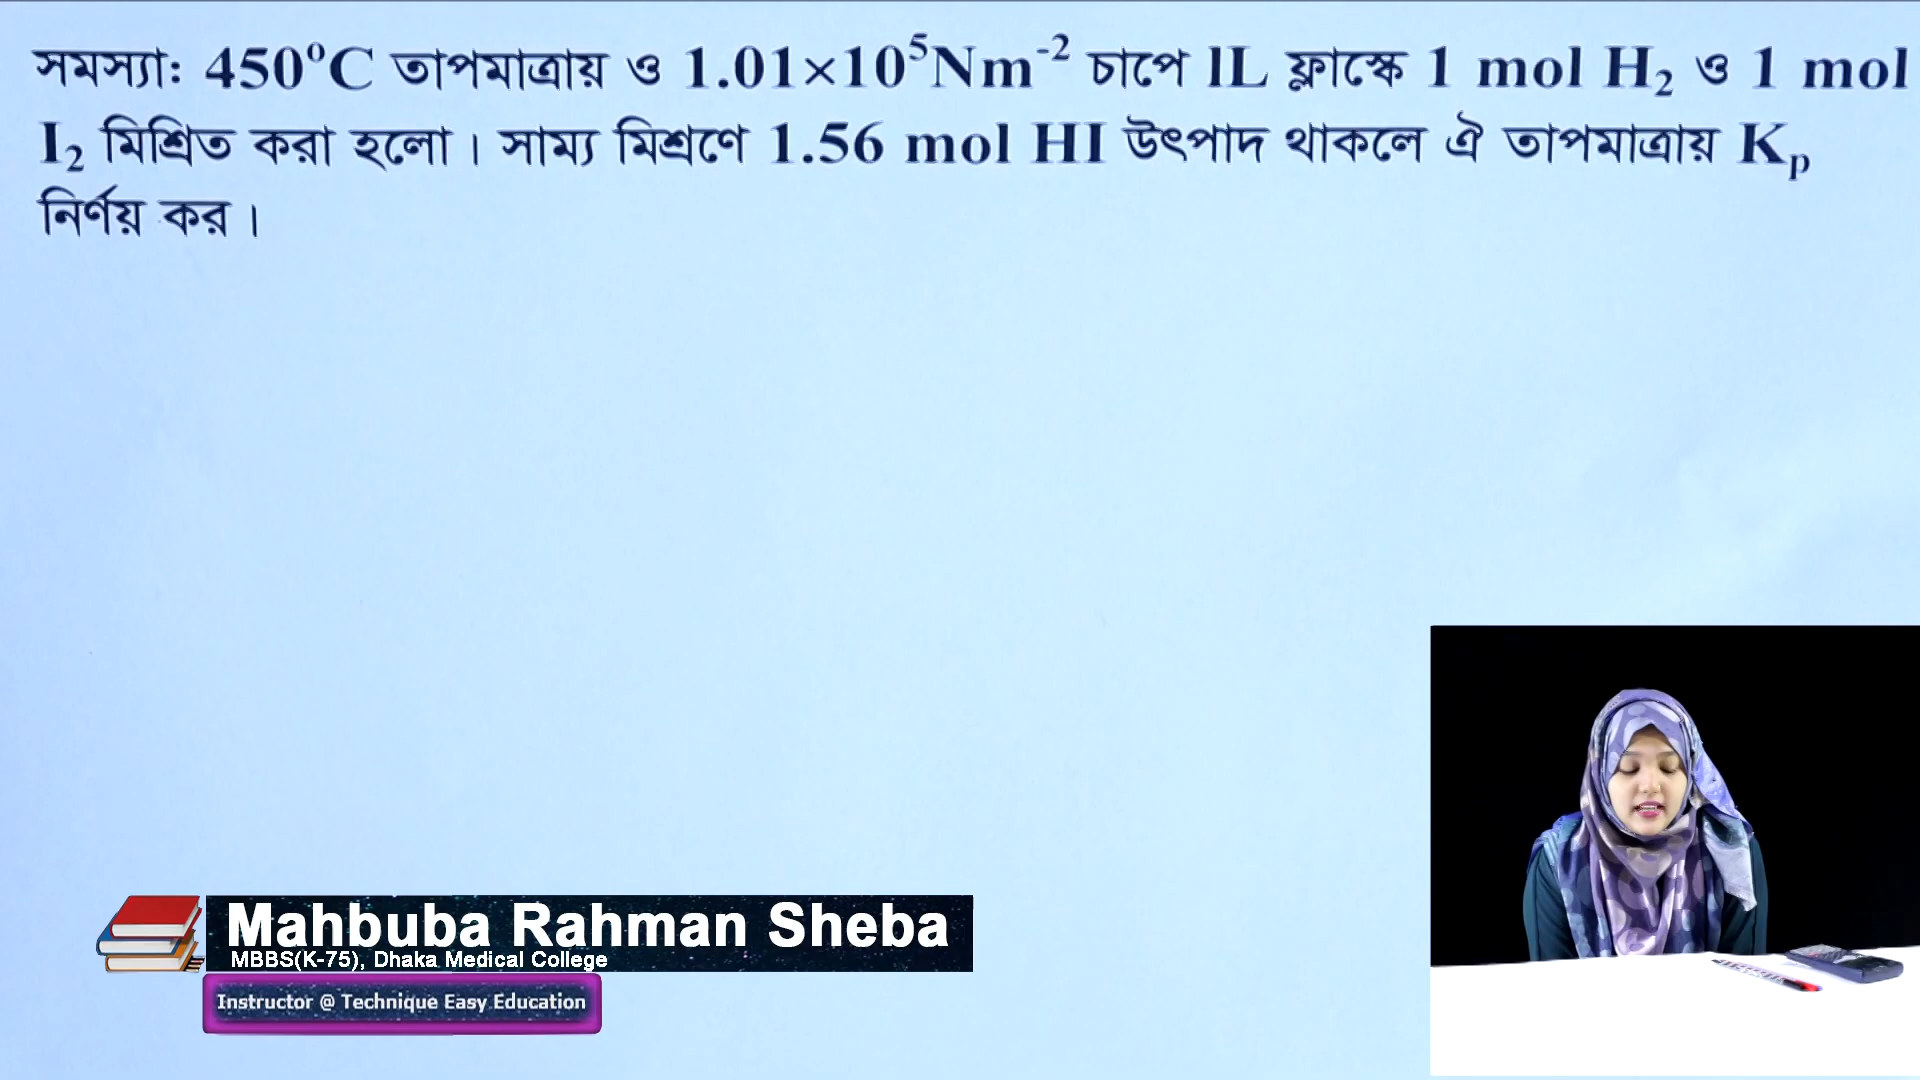 সমস্যাঃ 450°C তাপমাত্রায় ও 1.01×10⁵Nm⁻² চাপে 1L ফ্লাস্কে 1 mol H₂ ও 1 mol
I₂ মিশ্রিত করা হলো। সাম্য মিশ্রণে 1.56 mol HI উৎপাদ থাকলে ঐ তাপমাত্রায় Kₚ
নির্ণয় কর।
Mahbuba Rahman Sheba
MBBS(K-75), Dhaka Medical College
Instructor @ Technique Easy Education